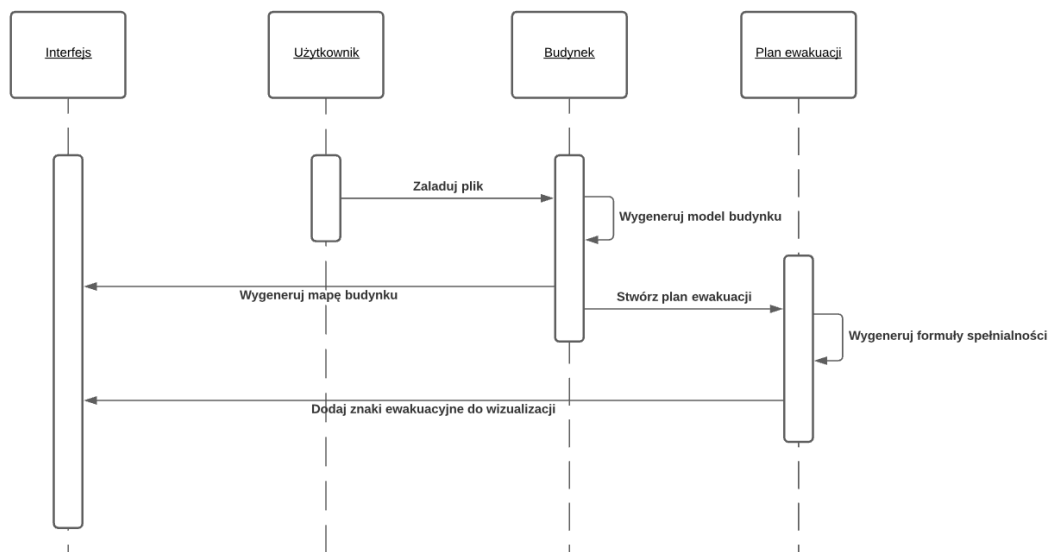 Interfejs
Użytkownik
Budynek
Plan ewakuacji
Zaladuj plik
Wygeneruj model budynku
Wygeneruj mapę budynku
Stwórz plan ewakuacji
Wygeneruj formuły spełnialności
Dodaj znaki ewakuacyjne do wizualizacji